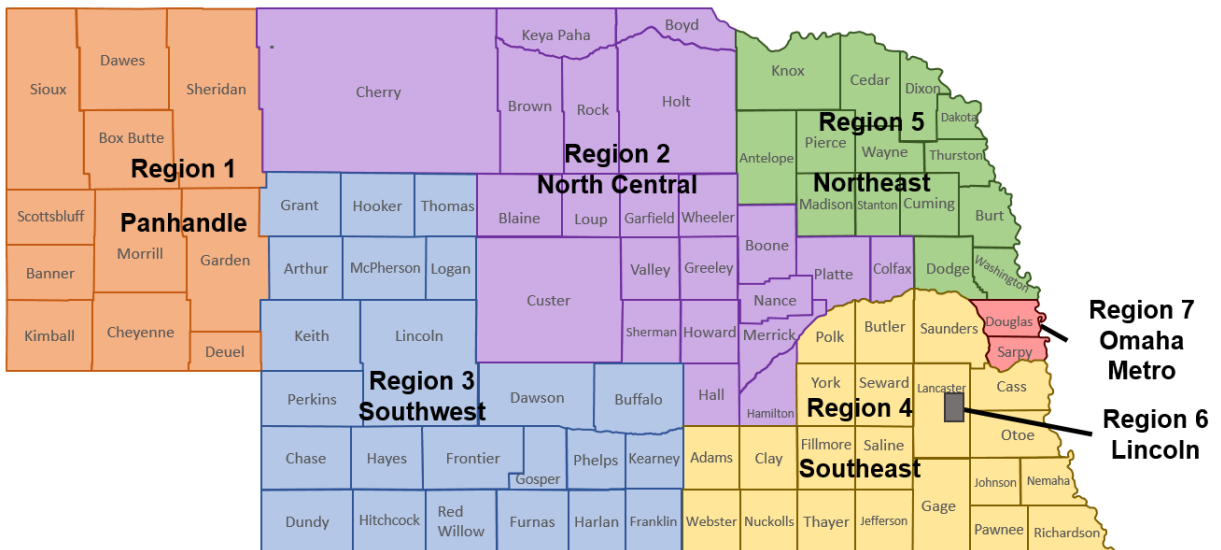 Boyd
Keya Paha
Dawes
Knox
Cedar
Sioux
Sheridan
Cherry
Dixon
Brown
Rock
Holt
Dakota
Region 5
Box Butte
Pierce
Wayne
Region 2
Antelope
Thurston
Region 1
North Central
Northeast
Grant
Hooker
Thomas
Madison
Stanton
Cuming
Scottsbluff
Blaine
Loup
Garfield
Wheeler
Burt
Panhandle
Boone
Morrill
Garden
Banner
Arthur
McPherson
Logan
Valley
Greeley
Platte
Colfax
Dodge
Washington
Custer
Nance
Region 7
Omaha
Metro
Kimball
Cheyenne
Keith
Lincoln
Sherman
Howard
Merrick
Polk
Butler
Saunders
Douglas
Deuel
Sarpy
Region 3
Southwest
Perkins
Dawson
Buffalo
Hall
Hamilton
York
Seward
Lancaster
Cass
Region 4
Southeast
Region 6
Lincoln
Otoe
Chase
Hayes
Frontier
Gosper
Phelps
Kearney
Adams
Clay
Fillmore
Saline
Johnson
Nemaha
Gage
Dundy
Hitchcock
Red
Willow
Furnas
Harlan
Franklin
Webster
Nuckolls
Thayer
Jefferson
Pawnee
Richardson